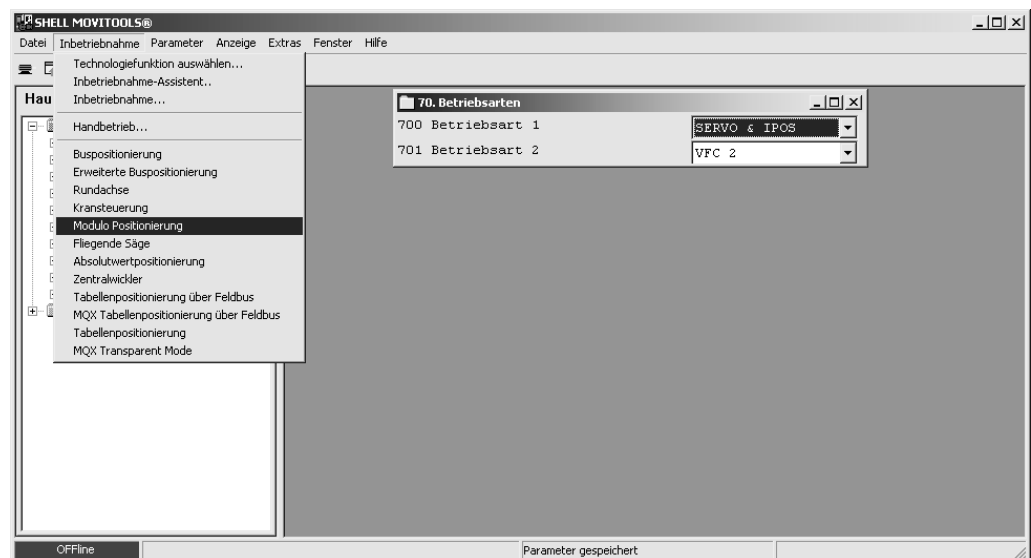 SHELL MOVITOOLS®
Datei Inbetriebnahme Parameter Anzeige Extras Fenster Hilfe
Technologiefunktion auswählen...
Inbetriebnahme-Assistent..
Inbetriebnahme...
Handbetrieb...
Buspositionierung
Erweiterte Buspositionierung
Rundachse
Kransteuerung
Modulo Positionierung
Fliegende Säge
Absolutwertpositionierung
Zentralwickler
Tabellenpositionierung über Feldbus
MQX Tabellenpositionierung über Feldbus
Tabellenpositionierung
MQX Transparent Mode
Hau
70. Betriebsarten
700 Betriebsart 1 SERVO & IPOS
701 Betriebsart 2 VFC 2
OFFline Parameter gespeichert